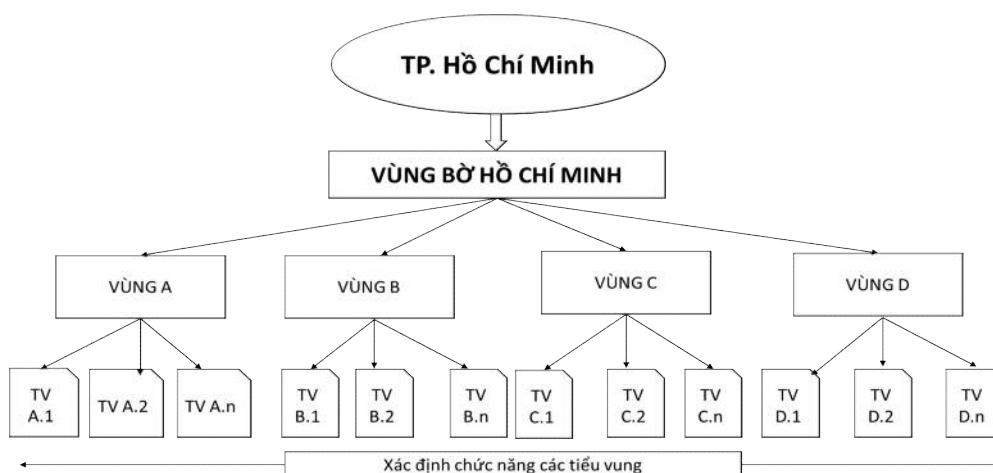 TP. Hồ Chí Minh
VÙNG BỜ HỒ CHÍ MINH
VÙNG A
VÙNG B
VÙNG C
VÙNG D
TV
A.1
TV A.2
TV A.n
TV
B.1
TV
B.2
TV
B.n
TV
C.1
TV
C.2
TV
C.n
TV
D.1
TV
D.2
TV
D.n
Xác định chức năng các tiểu vung